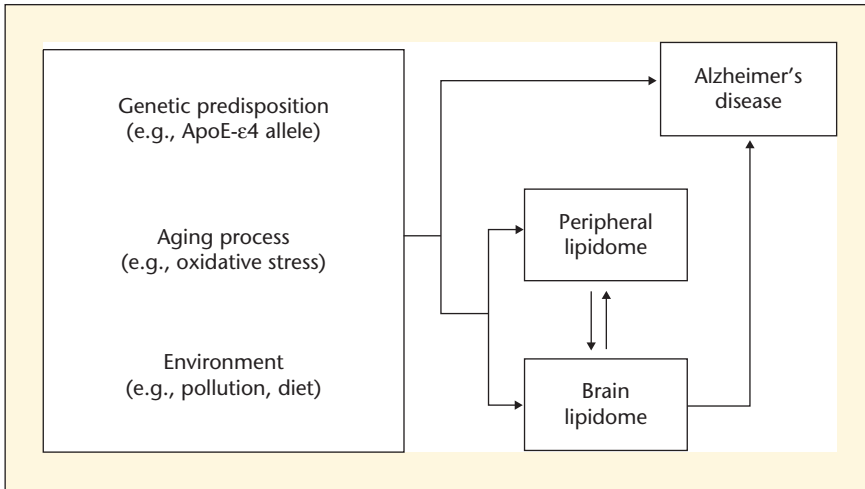 Genetic predisposition
(e.g., ApoE-ε4 allele)
Aging process
(e.g., oxidative stress)
Environment
(e.g., pollution, diet)
Alzheimer's
disease
Peripheral
lipidome
Brain
lipidome